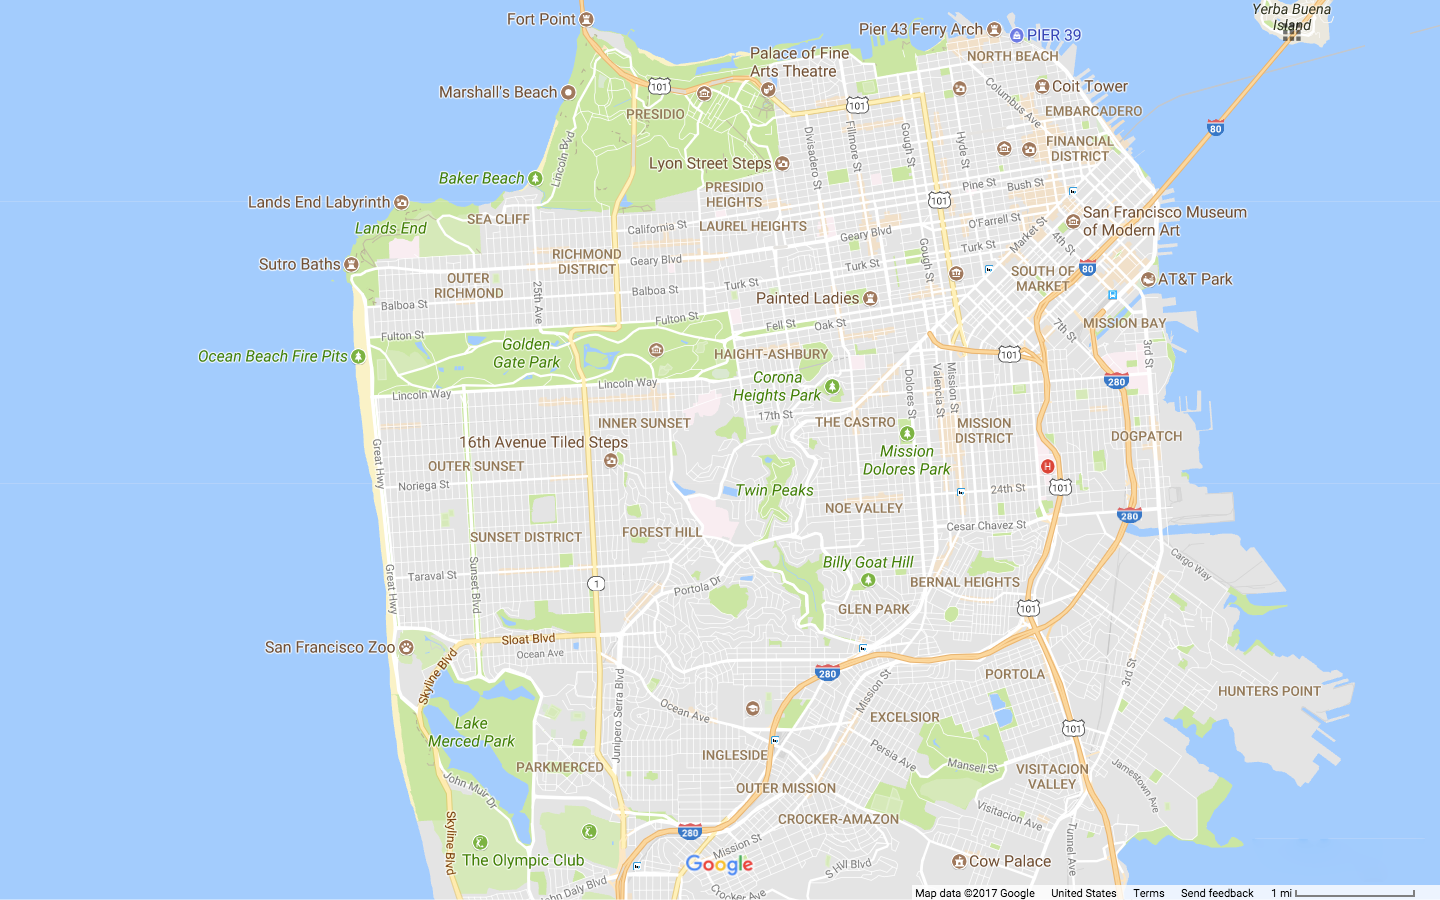 Yerba Buena
Island
Fort Point
Pier 43 Ferry Arch
PIER 39
Palace of Fine
Arts Theatre
NORTH BEACH
101
Marshall's Beach
Coit Tower
Columbus Ave
101
PRESIDIO
EMBARCADERO
80
Lincoln Blvd
Divisadero St
Fillmore St
Gough St
Hyde St
FINANCIAL
DISTRICT
Lyon Street Steps
Baker Beach
PRESIDIO
HEIGHTS
Pine St
Bush St
Lands End Labyrinth
101
SEA CLIFF
Lands End
California St
LAUREL HEIGHTS
Geary Blvd
O'Farrell St
San Francisco Museum
of Modern Art
Market St
4th St
Turk St
Gough St
Sutro Baths
RICHMOND
DISTRICT
Geary Blvd
Turk St
80
OUTER
RICHMOND
25th Ave
Balboa St
Turk St
SOUTH OF
MARKET
AT&T Park
Balboa St
Painted Ladies
Fulton St
Fell St
Oak St
7th St
MISSION BAY
Fulton St
Golden
Gate Park
HAIGHT-ASHBURY
101
3rd St
Ocean Beach Fire Pits
Corona
Heights Park
Lincoln Way
Lincoln Way
Dolores St
Valencia St
Mission St
280
17th St
INNER SUNSET
THE CASTRO
MISSION
DISTRICT
DOGPATCH
16th Avenue Tiled Steps
Mission
Dolores Park
Great Hwy
OUTER SUNSET
H
Noriega St
Twin Peaks
24th St
101
NOE VALLEY
280
Cesar Chavez St
SUNSET DISTRICT
FOREST HILL
Billy Goat Hill
Cargo Way
Great Hwy
Sunset Blvd
Taraval St
1
Portola Dr
BERNAL HEIGHTS
GLEN PARK
101
San Francisco Zoo
Sloat Blvd
Ocean Ave
Skyline Blvd
280
Mission St
PORTOLA
3rd St
HUNTERS POINT
Junipero Serra Blvd
Ocean Ave
EXCELSIOR
101
Lake
Merced Park
INGLESIDE
Persia Ave
Mansell St
PARKMERCED
VISITACION
VALLEY
Jamestown Ave
John Muir Dr
OUTER MISSION
Visitacion Ave
CROCKER-AMAZON
280
Skyline Blvd
Mission St
Tunnel Ave
The Olympic Club
Google
S Hill Blvd
Cow Palace
John Daly Blvd
Crocker Ave
Map data ©2017 Google United States Terms Send feedback 1 mi